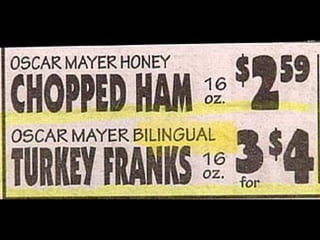 OSCAR MAYER HONEY
CHOPPED HAM 16 oz. $2 59
OSCAR MAYER BILINGUAL
TURKEY FRANKS 16 oz. 3 for $4